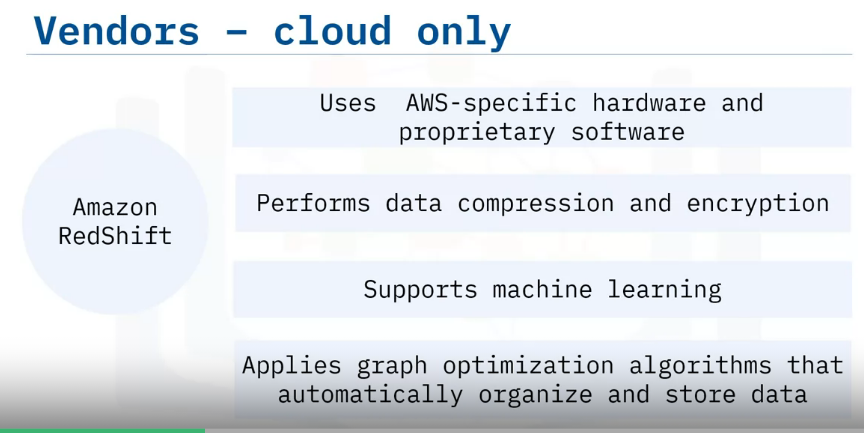 Vendors – cloud only
Amazon
RedShift
Uses AWS-specific hardware and
proprietary software
Performs data compression and encryption
Supports machine learning
Applies graph optimization algorithms that
automatically organize and store data